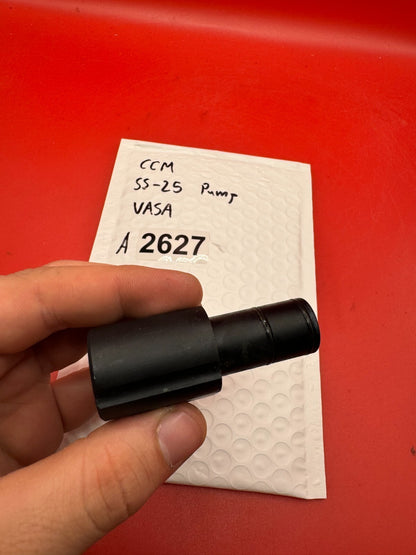 CCM
SS-25 Pump
VASA
A 2627